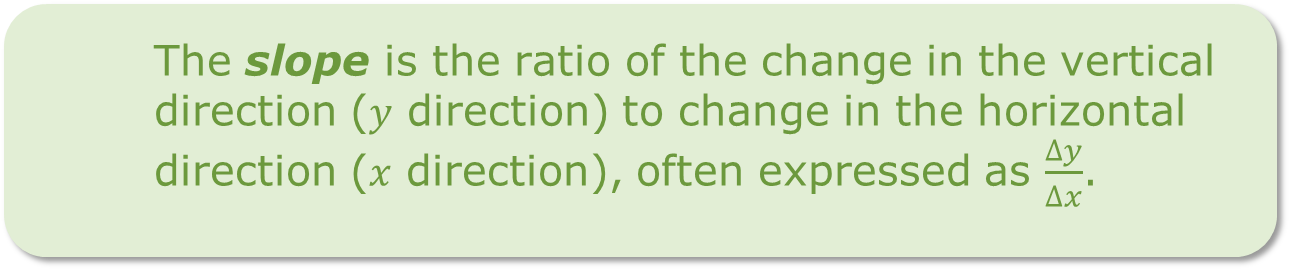 The slope is the ratio of the change in the vertical
direction (y direction) to change in the horizontal
direction (x direction), often expressed as Δy/Δx.